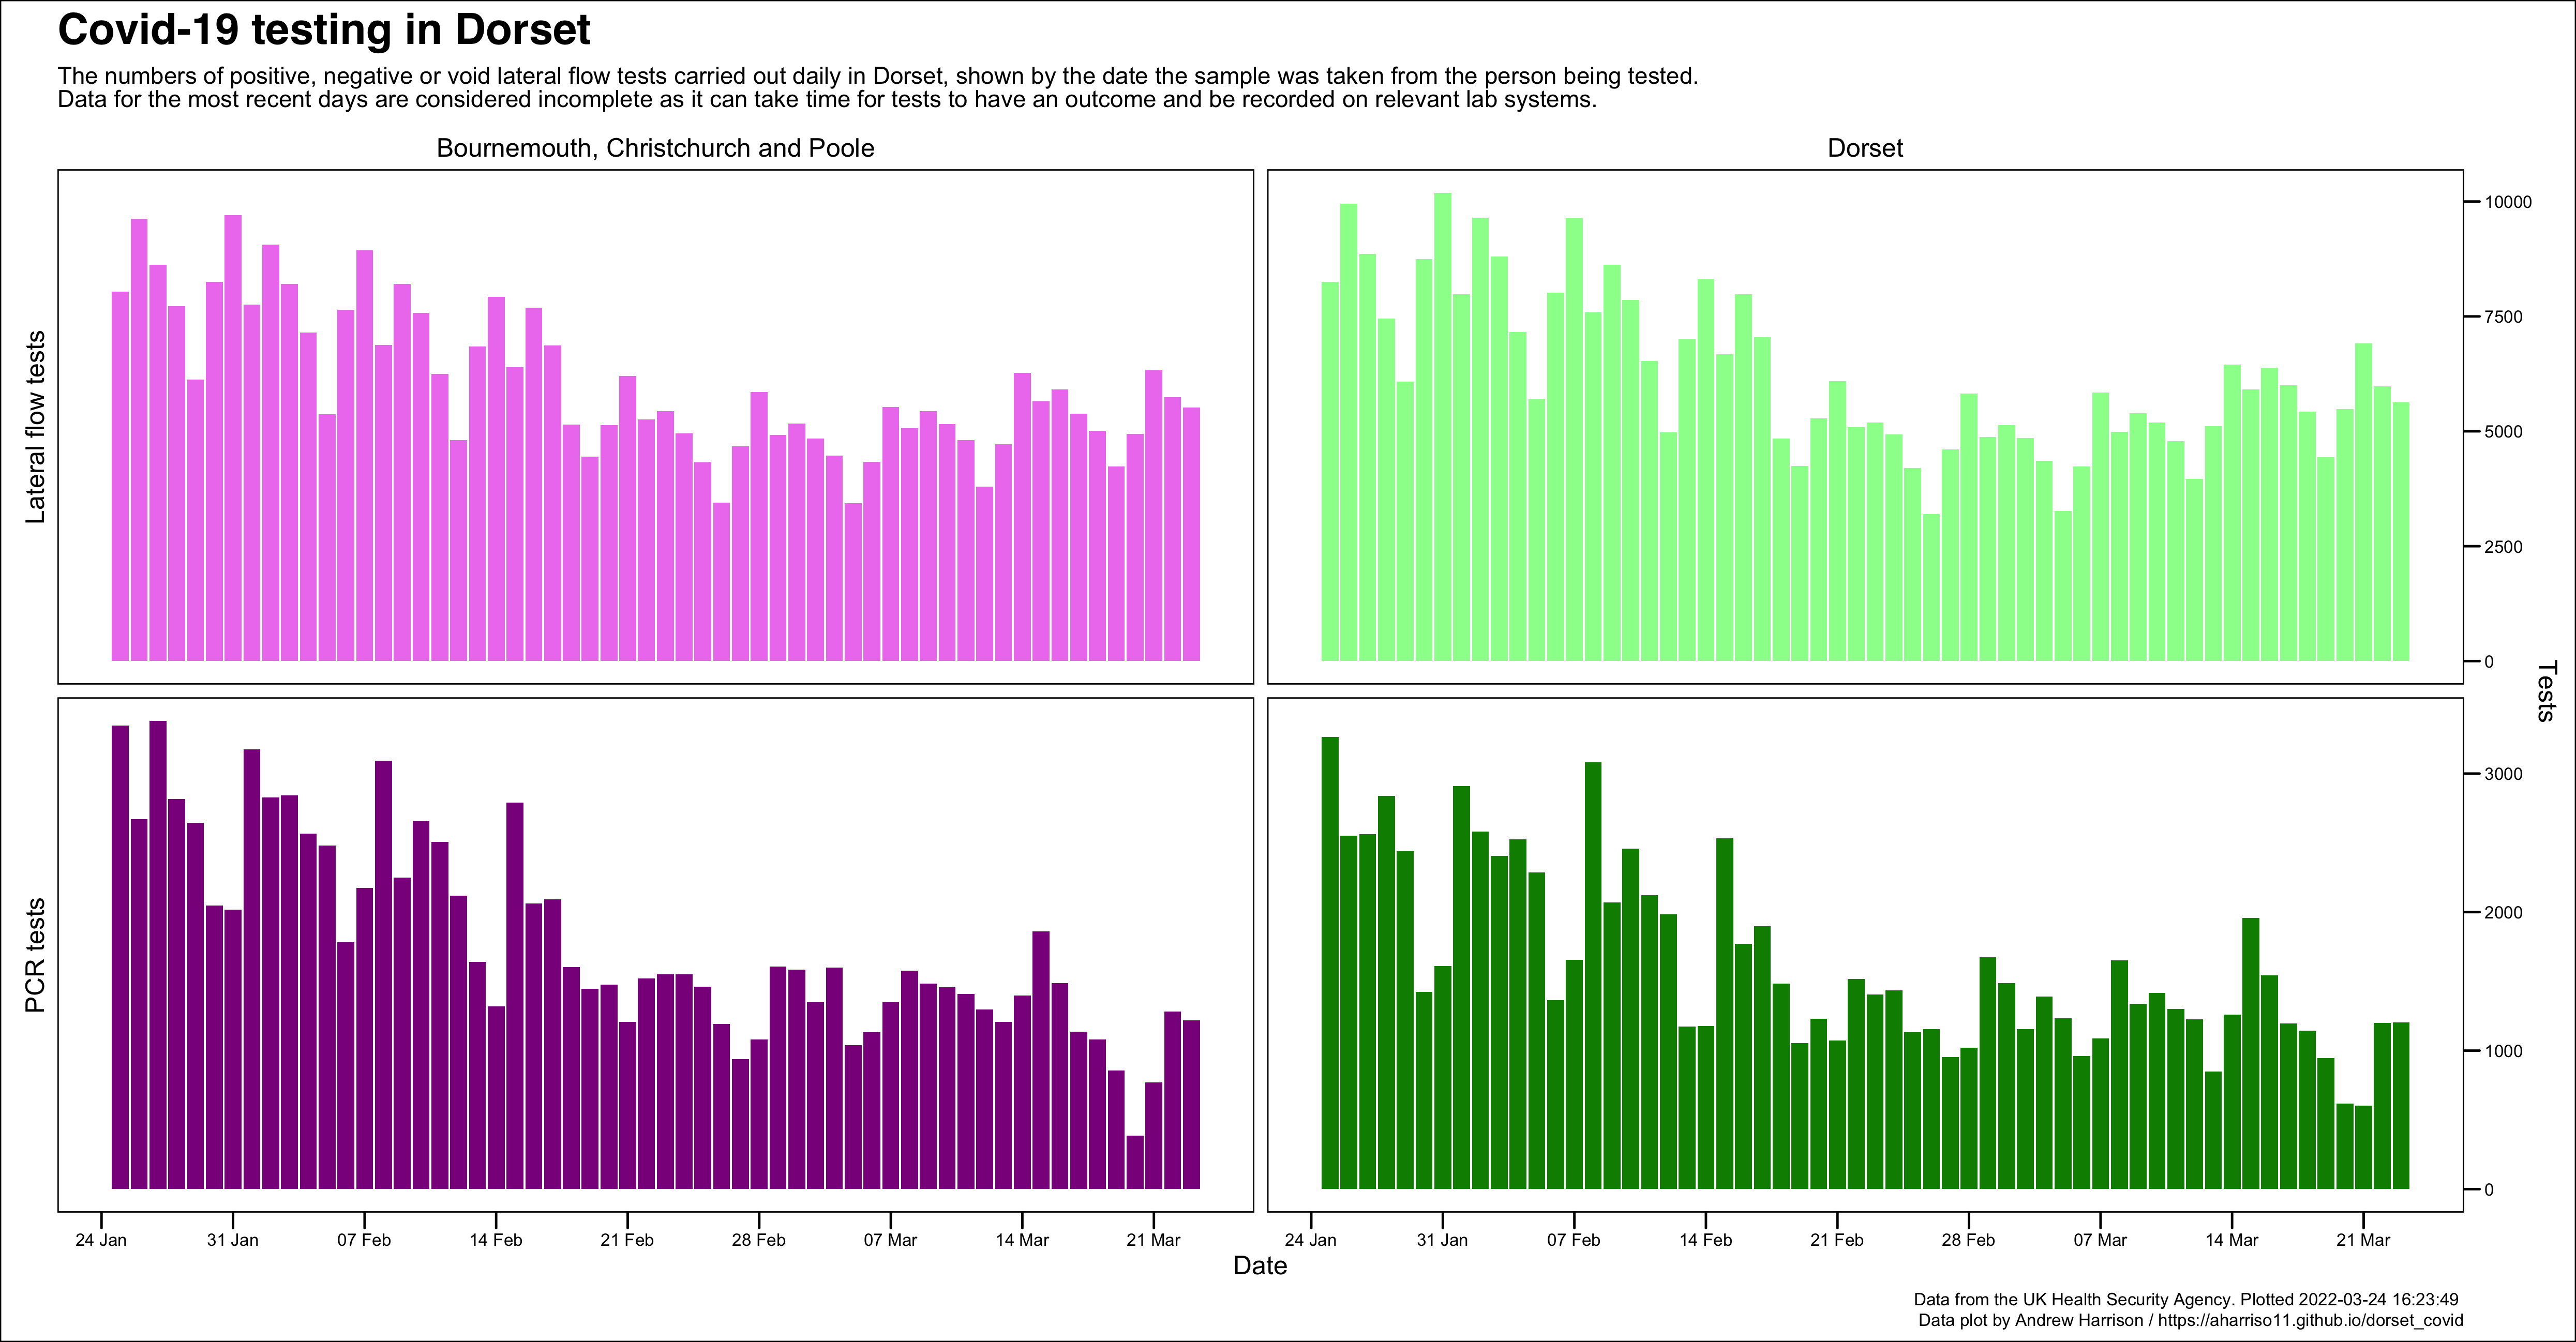 Covid-19 testing in Dorset
The numbers of positive, negative or void lateral flow tests carried out daily in Dorset, shown by the date the sample was taken from the person being tested.
Data for the most recent days are considered incomplete as it can take time for tests to have an outcome and be recorded on relevant lab systems.
Bournemouth, Christchurch and Poole
Dorset
Lateral flow tests
10000
7500
5000
2500
0
Tests
PCR tests
3000
2000
1000
0
24 Jan 31 Jan 07 Feb 14 Feb 21 Feb 28 Feb 07 Mar 14 Mar 21 Mar
24 Jan 31 Jan 07 Feb 14 Feb 21 Feb 28 Feb 07 Mar 14 Mar 21 Mar
Date
Data from the UK Health Security Agency. Plotted 2022-03-24 16:23:49
Data plot by Andrew Harrison / https://aharriso11.github.io/dorset_covid